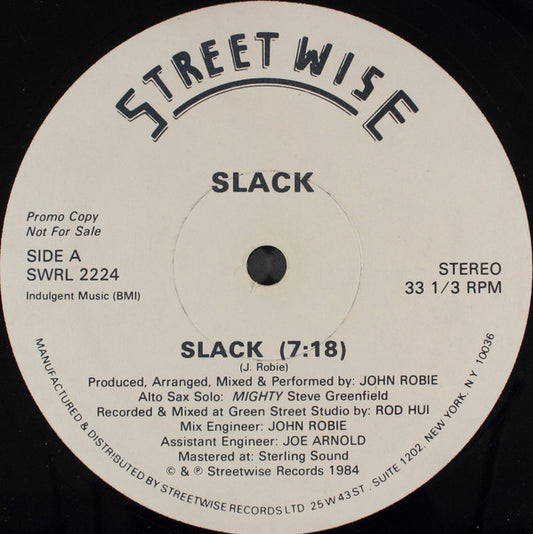 STREETWISE
SLACK
Promo Copy
Not For Sale
SIDE A
SWRL 2224
Indulgent Music (BMI)
STEREO
33 1/3 RPM
SLACK (7:18)
(J. Robie)
Produced, Arranged, Mixed & Performed by: JOHN ROBIE
Alto Sax Solo: MIGHTY Steve Greenfield
Recorded & Mixed at Green Street Studio by: ROD HUI
Mix Engineer: JOHN ROBIE
Assistant Engineer: JOE ARNOLD
Mastered at: Sterling Sound
© & ℗ Streetwise Records 1984
MANUFACTURED & DISTRIBUTED BY STREETWISE RECORDS LTD. 25 W 43 ST., SUITE 1202, NEW YORK, N.Y. 10036